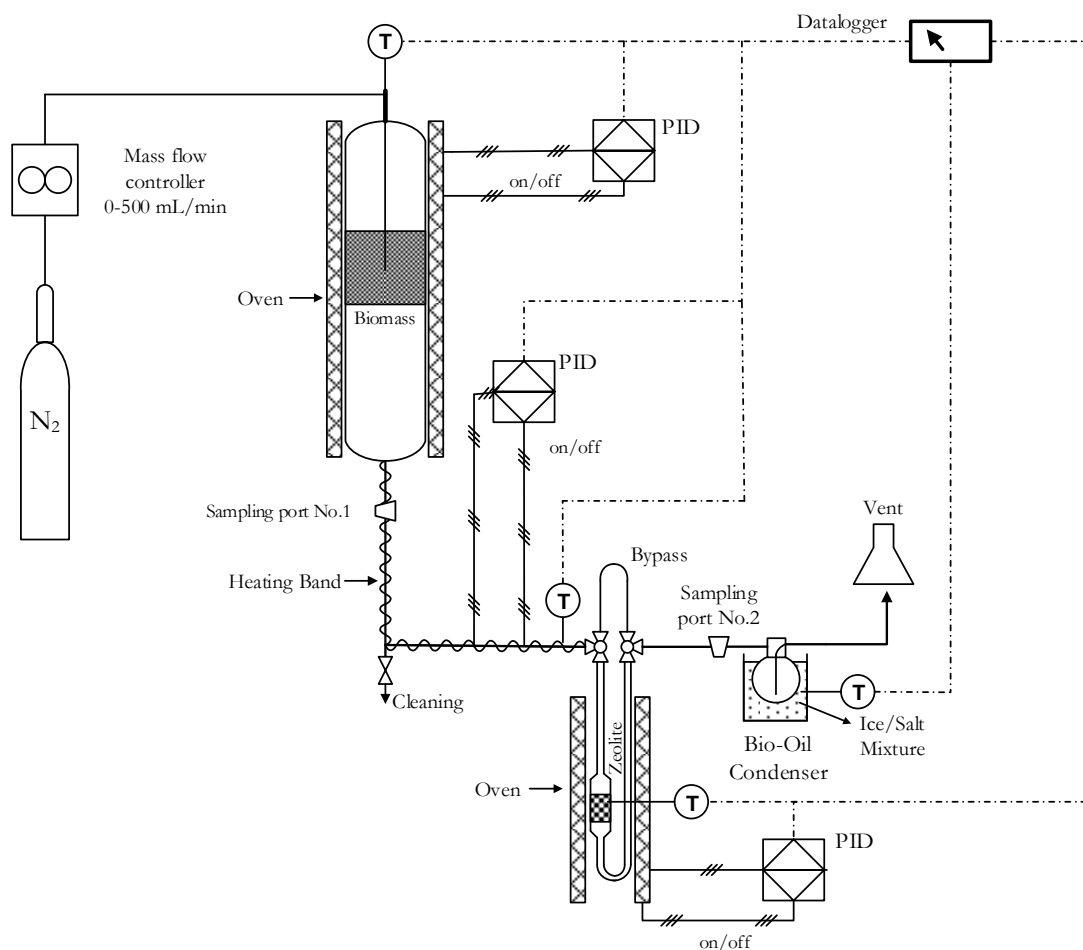 Datalogger
T
PID
Mass flow
controller
0-500 mL/min
on/off
Oven
Biomass
PID
N₂
on/off
Sampling port No.1
Vent
Bypass
Heating Band
T
Sampling
port No.2
Cleaning
T
Ice/Salt
Mixture
Zeolite
Bio-Oil
Condenser
Oven
T
PID
on/off